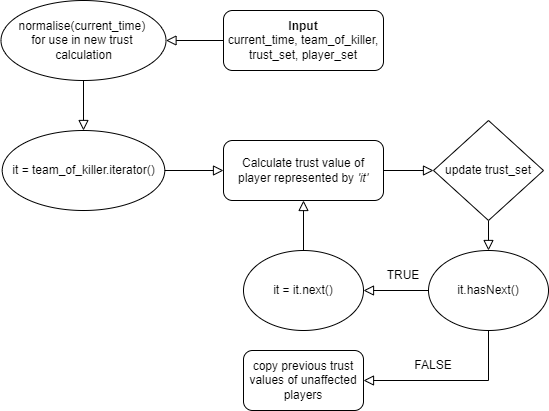 normalise(current_time)
for use in new trust
calculation
Input
current_time, team_of_killer,
trust_set, player_set
it = team_of_killer.iterator()
Calculate trust value of
player represented by 'it'
update trust_set
it = it.next()
TRUE
it.hasNext()
FALSE
copy previous trust
values of unaffected
players